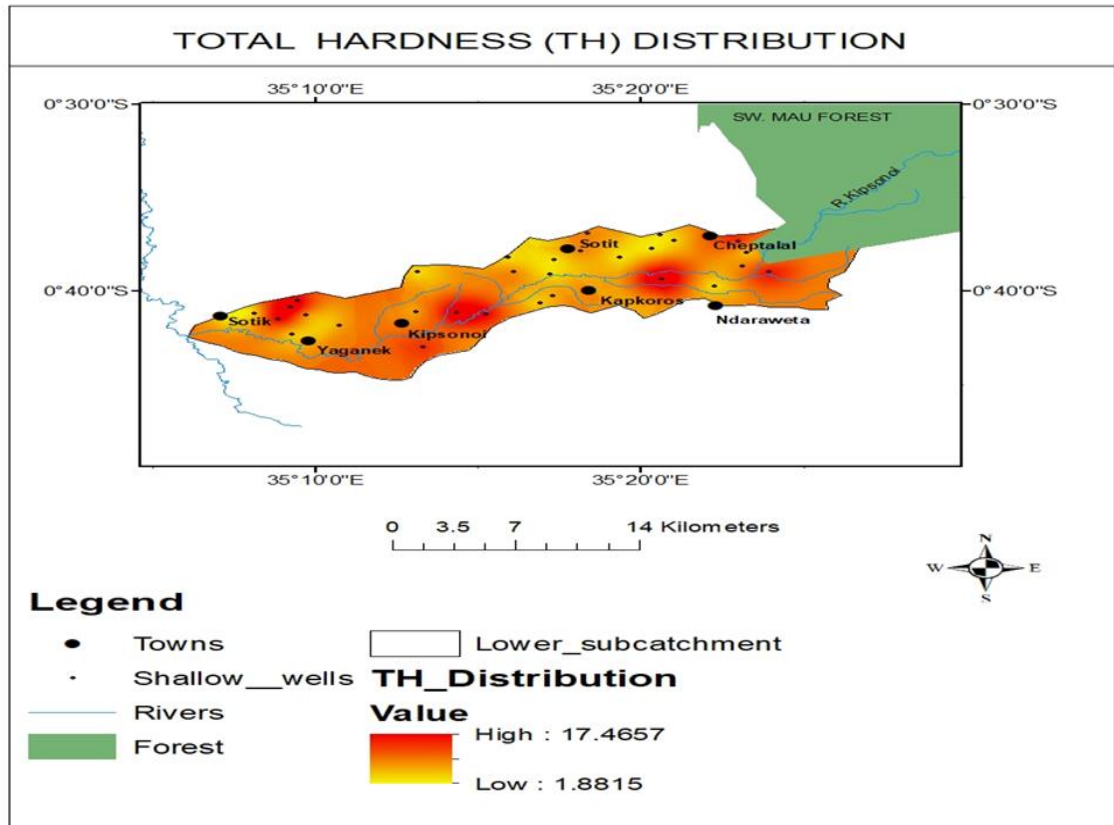 TOTAL HARDNESS (TH) DISTRIBUTION
35°10'0"E 35°20'0"E
0°30'0"S 0°30'0"S
SW. MAU FOREST
R.Kipsonoi
Sotit Cheptalal
0°40'0"S 0°40'0"S
Kapkoros
Ndaraweta
Sotik Kipsonoi
Yaganek
35°10'0"E 35°20'0"E
0 3.5 7 14 Kilometers
N
W E
S
Legend
Towns Lower_subcatchment
Shallow__wells TH_Distribution
Rivers Value
High : 17.4657
Forest
Low : 1.8815